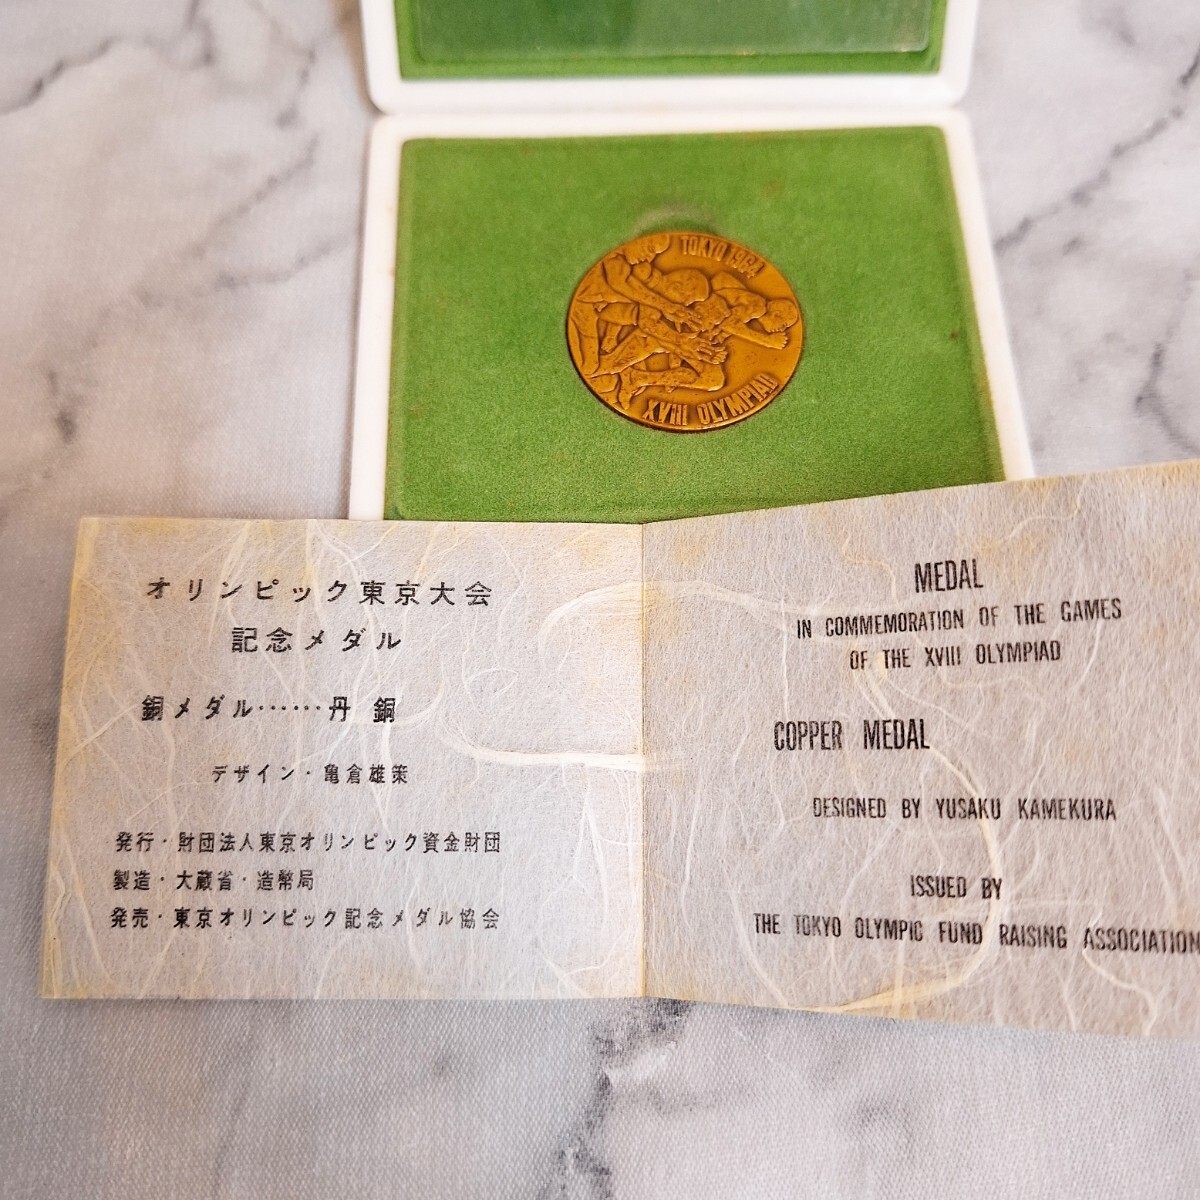 TOKYO 1964
XVIII OLYMPIAD
オリンピック東京大会
記念メダル
銅メダル……丹 銅
デザイン・亀倉雄策
発行・財団法人東京オリンピック資金財団
製造・大蔵省・造幣局
発売・東京オリンピック記念メダル協会
MEDAL
IN COMMEMORATION OF THE GAMES
OF THE XVIII OLYMPIAD
COPPER MEDAL
DESIGNED BY YUSAKU KAMEKURA
ISSUED BY
THE TOKYO OLYMPIC FUND RAISING ASSOCIATION